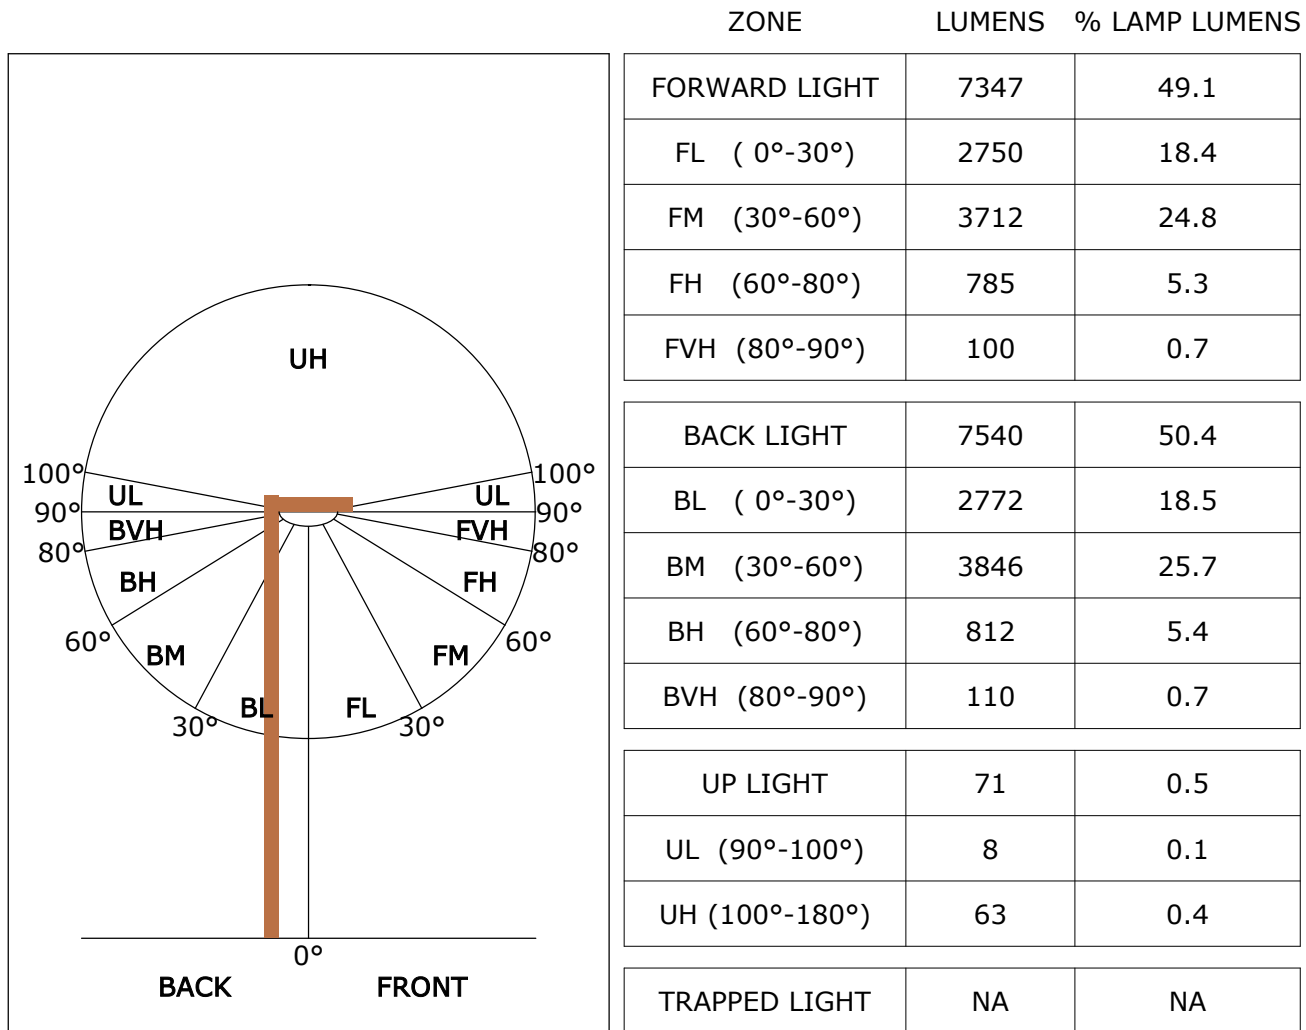 ZONE LUMENS % LAMP LUMENS
FORWARD LIGHT 7347 49.1
FL ( 0°-30°) 2750 18.4
FM (30°-60°) 3712 24.8
FH (60°-80°) 785 5.3
FVH (80°-90°) 100 0.7
BACK LIGHT 7540 50.4
BL ( 0°-30°) 2772 18.5
BM (30°-60°) 3846 25.7
BH (60°-80°) 812 5.4
BVH (80°-90°) 110 0.7
UP LIGHT 71 0.5
UL (90°-100°) 8 0.1
UH (100°-180°) 63 0.4
TRAPPED LIGHT NA NA
UH
100° 100°
UL UL
90° 90°
BVH FVH
80° 80°
BH FH
60° 60°
BM FM
BL FL
30° 30°
0°
BACK FRONT